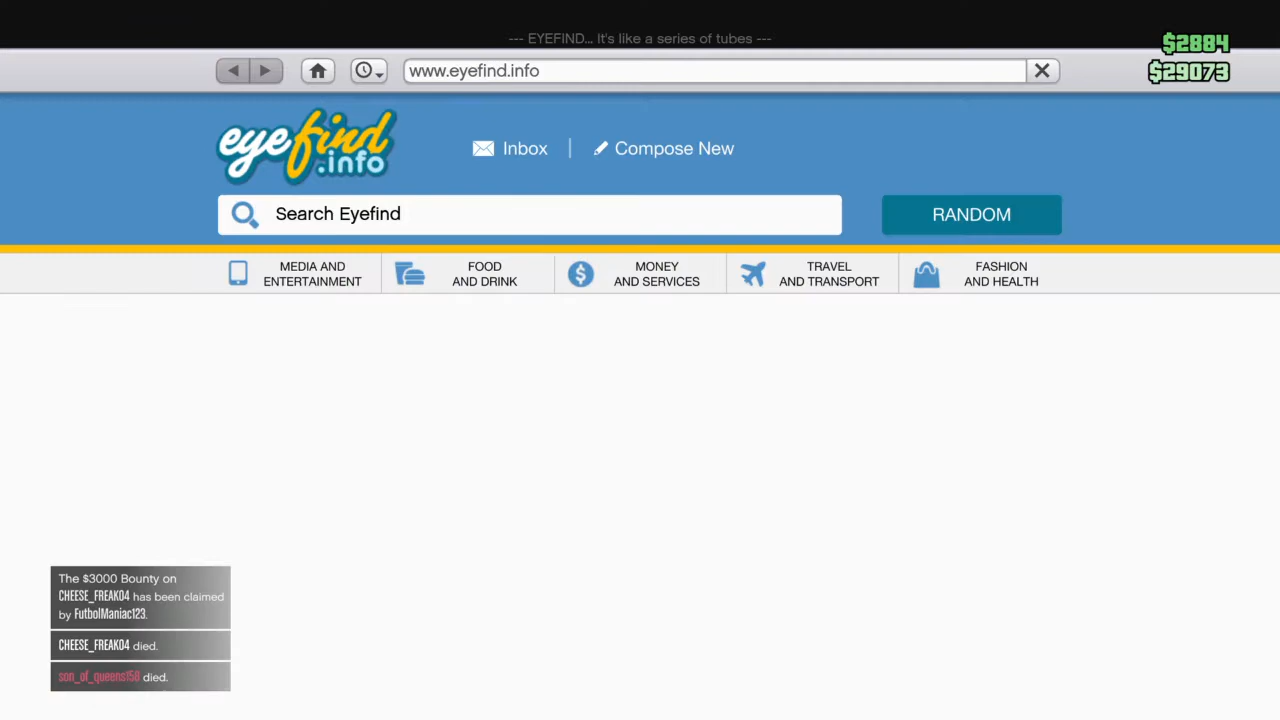 --- EYEFIND... It's like a series of tubes ---
$2884
$29073
www.eyefind.info
eyefind
.info
Inbox
Compose New
Search Eyefind
RANDOM
MEDIA AND
ENTERTAINMENT
FOOD
AND DRINK
MONEY
AND SERVICES
TRAVEL
AND TRANSPORT
FASHION
AND HEALTH
The $3000 Bounty on
CHEESE_FREAK04 has been claimed
by FutbolManiac123.
CHEESE_FREAK04 died.
son_of_queens158 died.